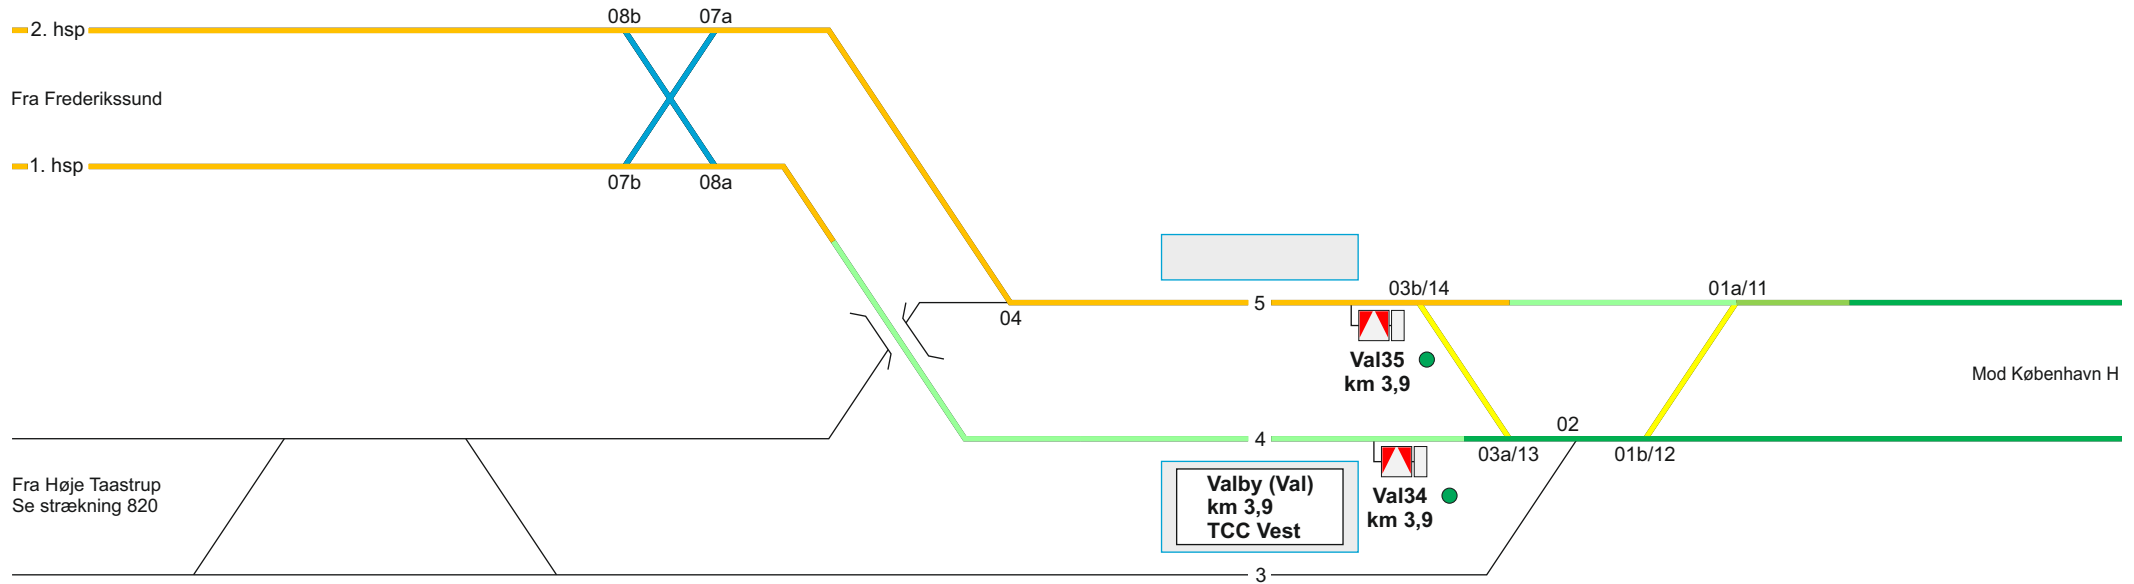 08b
07a
2. hsp
Fra Frederikssund
1. hsp
07b
08a
5
04
03b/14
01a/11
Val35
km 3,9
Mod København H
4
02
03a/13
01b/12
Fra Høje Taastrup
Se strækning 820
Valby (Val)
km 3,9
TCC Vest
Val34
km 3,9
3